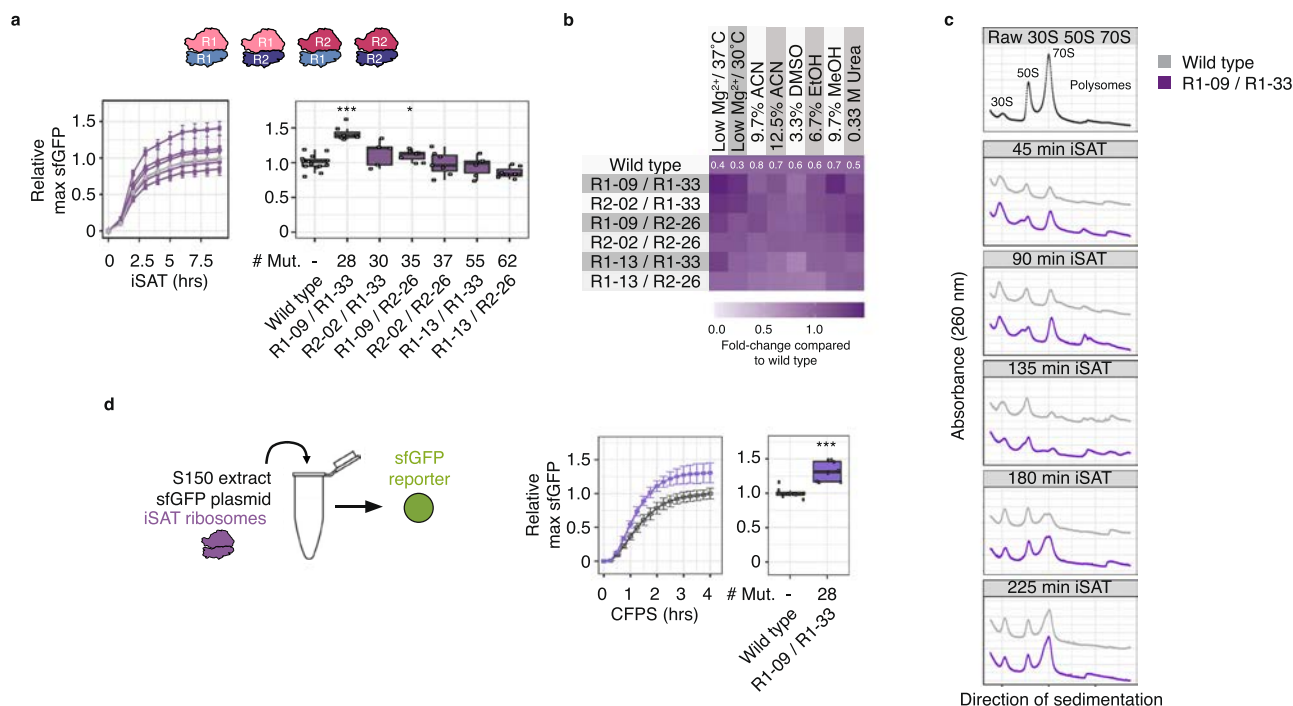 a
R1
R1
R1
R2
R2
R1
R2
R2
Relative
max sfGFP
1.5
1.0
0.5
0
0 2.5 5 7.5
iSAT (hrs)
***
*
1.5
1.0
0.5
0
# Mut. - 28 30 35 37 55 62
Wild type
R1-09 / R1-33
R2-02 / R1-33
R1-09 / R2-26
R2-02 / R2-26
R1-13 / R1-33
R1-13 / R2-26
b
Low Mg²⁺/ 37˚C
Low Mg²⁺/ 30˚C
9.7% ACN
12.5% ACN
3.3% DMSO
6.7% EtOH
9.7% MeOH
0.33 M Urea
Wild type 0.4 0.3 0.8 0.7 0.6 0.6 0.7 0.5
R1-09 / R1-33
R2-02 / R1-33
R1-09 / R2-26
R2-02 / R2-26
R1-13 / R1-33
R1-13 / R2-26
0.0 0.5 1.0
Fold-change compared
to wild type
c
Raw 30S 50S 70S
30S
50S
70S
Polysomes
45 min iSAT
90 min iSAT
135 min iSAT
180 min iSAT
225 min iSAT
Absorbance (260 nm)
Direction of sedimentation
Wild type
R1-09 / R1-33
d
S150 extract
sfGFP plasmid
iSAT ribosomes
sfGFP
reporter
Relative
max sfGFP
1.5
1.0
0.5
0
0 1 2 3 4
CFPS (hrs)
***
1.5
1.0
0.5
0
# Mut. - 28
Wild type
R1-09 / R1-33